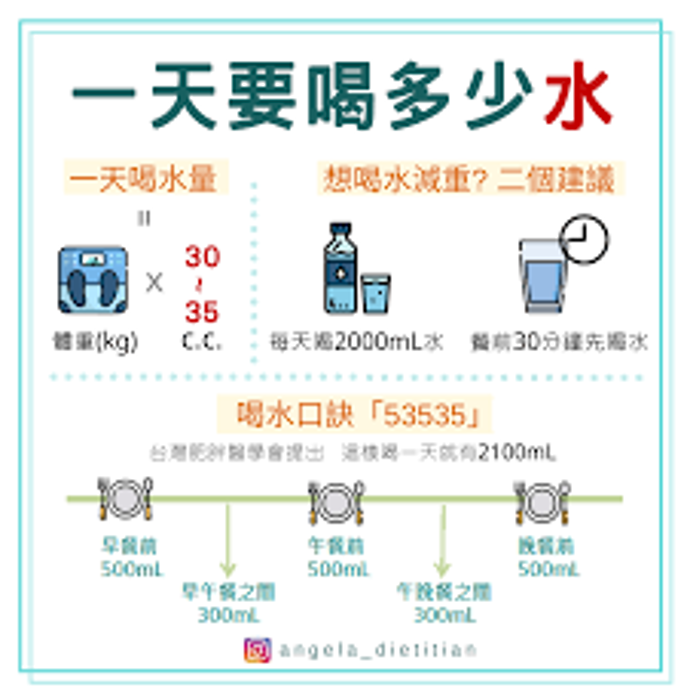 一天要喝多少水
一天喝水量
=
體重(kg)
X
30
~
35
c.c.
想喝水減重? 二個建議
每天喝2000mL水
餐前30分鐘先喝水
喝水口訣「53535」
台灣肥胖醫學會提出 這樣喝一天就有2100mL
早餐前
500mL
早午餐之間
300mL
午餐前
500mL
午晚餐之間
300mL
晚餐前
500mL
angela_dietitian